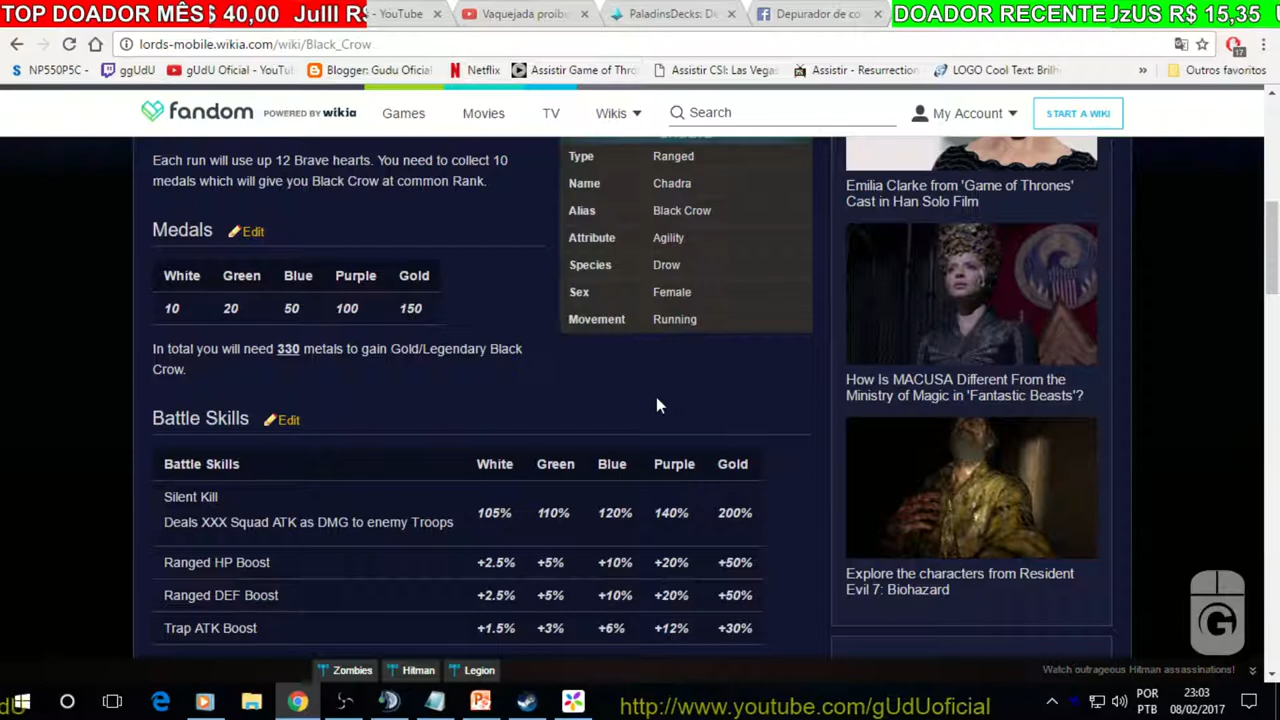 TOP DOADOR MÊS R$ 40,00 JulII R$
DOADOR RECENTE JzUS R$ 15,35
- YouTube
Vaquejada proib
PaladinsDecks: De
Depurador de co
lords-mobile.wikia.com/wiki/Black_Crow
17
NP550P5C -
ggUdU
gUdU Oficial - YouTu
Blogger: Gudu Oficial
Netflix
Assistir Game of Thro
Assistir CSI: Las Vegas
Assistir - Resurrection
LOGO Cool Text: Brilh
»
Outros favoritos
fandom POWERED BY wikia
Games
Movies
TV
Wikis
Search
My Account
START A WIKI
Each run will use up 12 Brave hearts. You need to collect 10
medals which will give you Black Crow at common Rank.
Type Ranged
Name Chadra
Alias Black Crow
Attribute Agility
Species Drow
Sex Female
Movement Running
Medals Edit
White Green Blue Purple Gold
10 20 50 100 150
In total you will need 330 metals to gain Gold/Legendary Black
Crow.
Battle Skills Edit
Battle Skills White Green Blue Purple Gold
Silent Kill
Deals XXX Squad ATK as DMG to enemy Troops
105% 110% 120% 140% 200%
Ranged HP Boost +2.5% +5% +10% +20% +50%
Ranged DEF Boost +2.5% +5% +10% +20% +50%
Trap ATK Boost +1.5% +3% +6% +12% +30%
Emilia Clarke from 'Game of Thrones'
Cast in Han Solo Film
How Is MACUSA Different From the
Ministry of Magic in 'Fantastic Beasts'?
Explore the characters from Resident
Evil 7: Biohazard
G
Zombies
Hitman
Legion
Watch outrageous Hitman assassinations!
dU
http://www.youtube.com/gUdUoficial
POR
PTB
23:03
08/02/2017